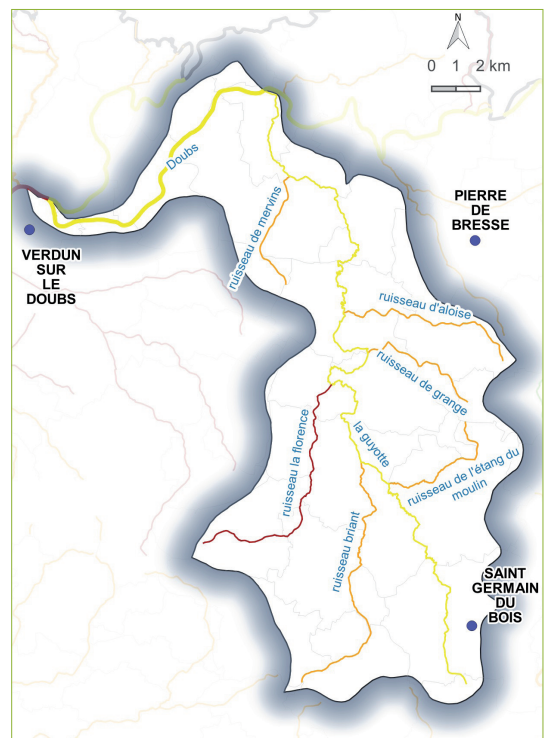 N
0 1 2 km
Doubs
PIERRE
DE
BRESSE
VERDUN
SUR
LE
DOUBS
ruisseau de mervins
ruisseau d'aloise
ruisseau de grange
la guyotte
ruisseau la florence
ruisseau de l'étang du
moulin
ruisseau briant
SAINT
GERMAIN
DU
BOIS